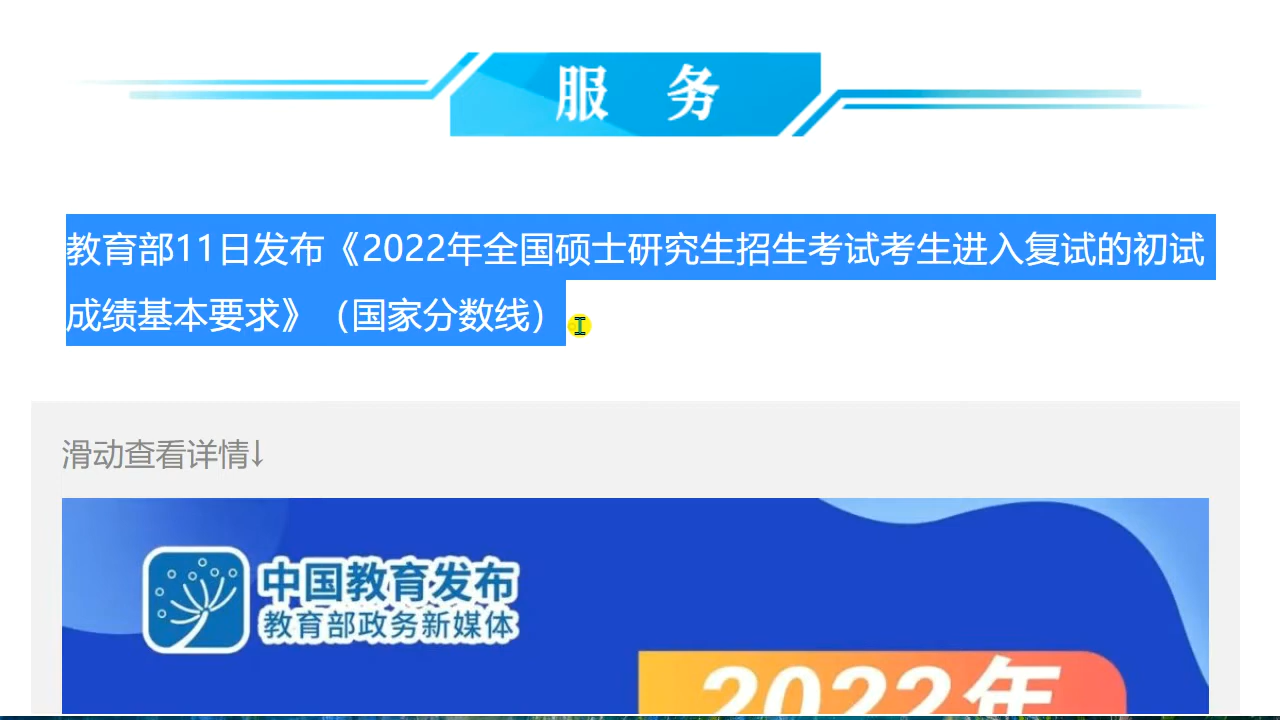 服 务
教育部11日发布《2022年全国硕士研究生招生考试考生进入复试的初试
成绩基本要求》（国家分数线）
滑动查看详情↓
中国教育发布
教育部政务新媒体
2022年